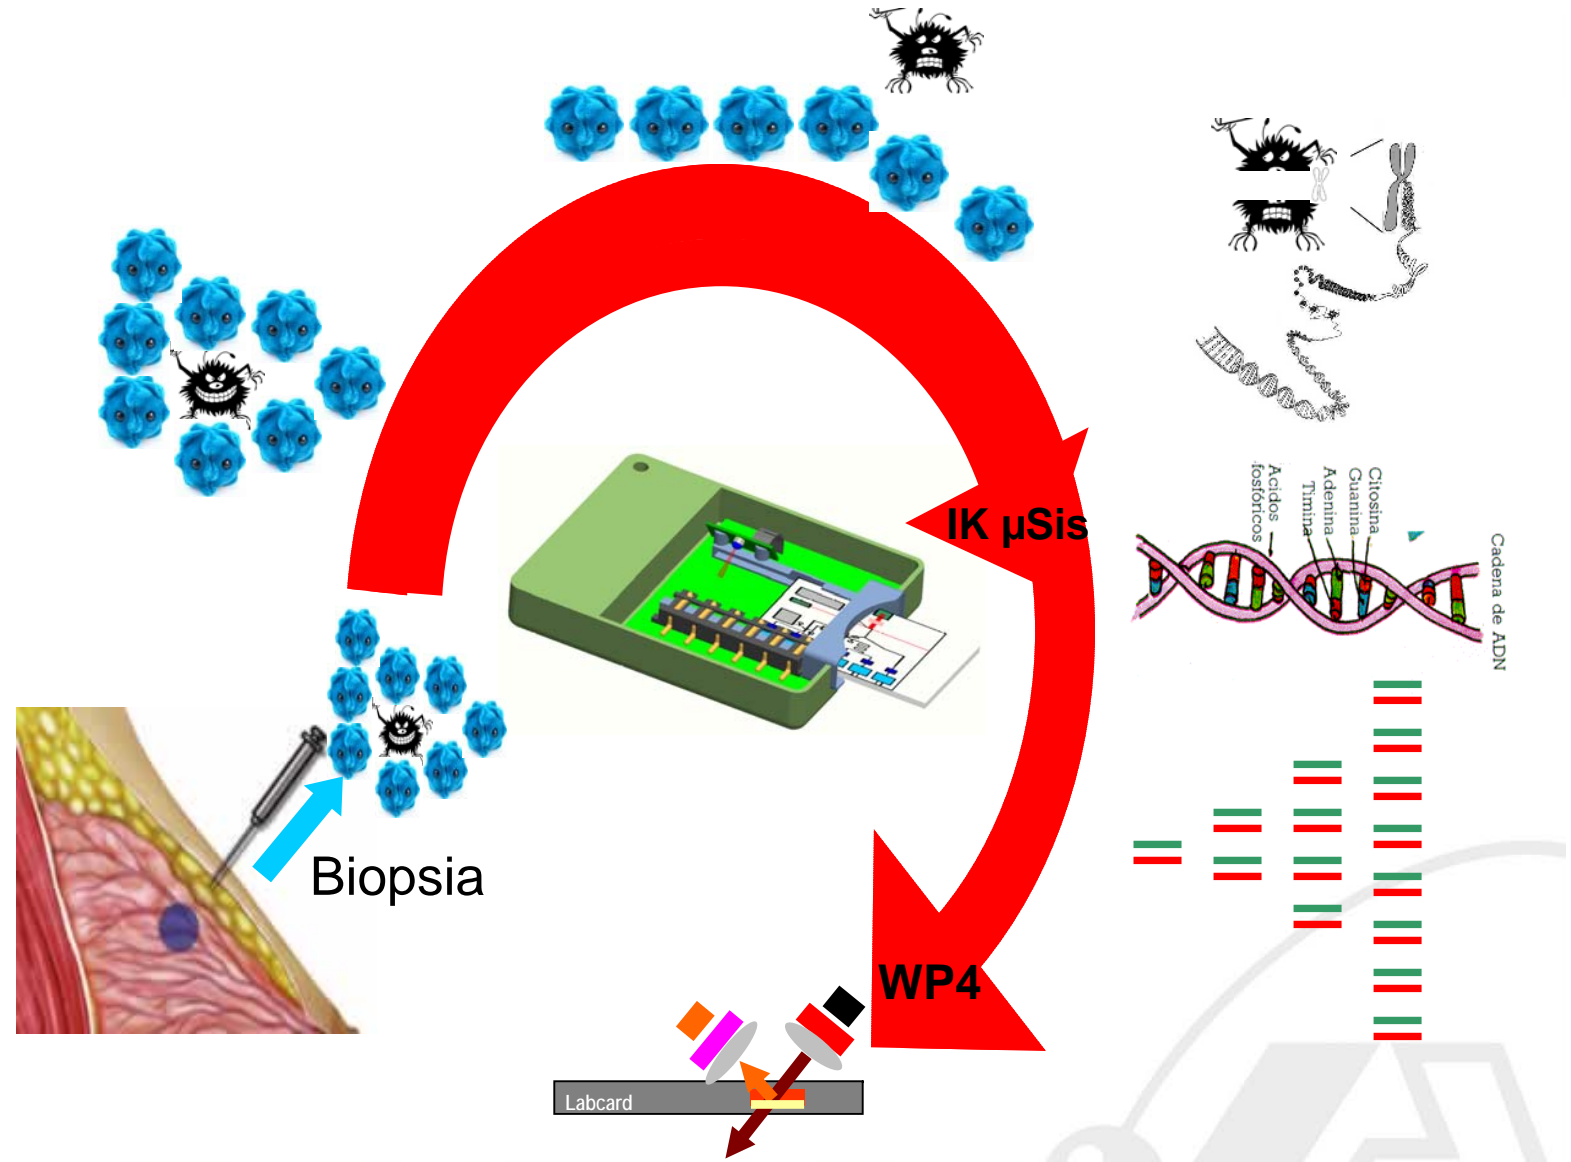 IK µSis
Citosina
Guanina
Adenina
Timina
Acidos
fosfóricos
Cadena de ADN
Biopsia
WP4
Labcard